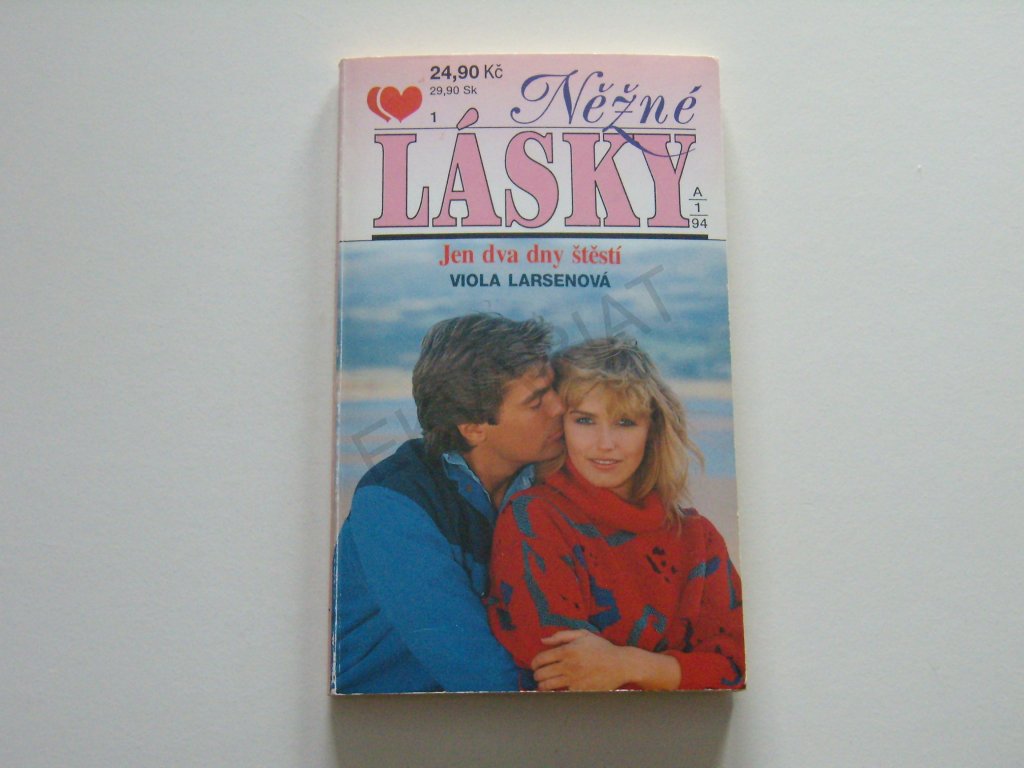 24,90 Kč
29,90 Sk
1
Něžné
LÁSKY
A
1
94
Jen dva dny štěstí
VIOLA LARSENOVÁ